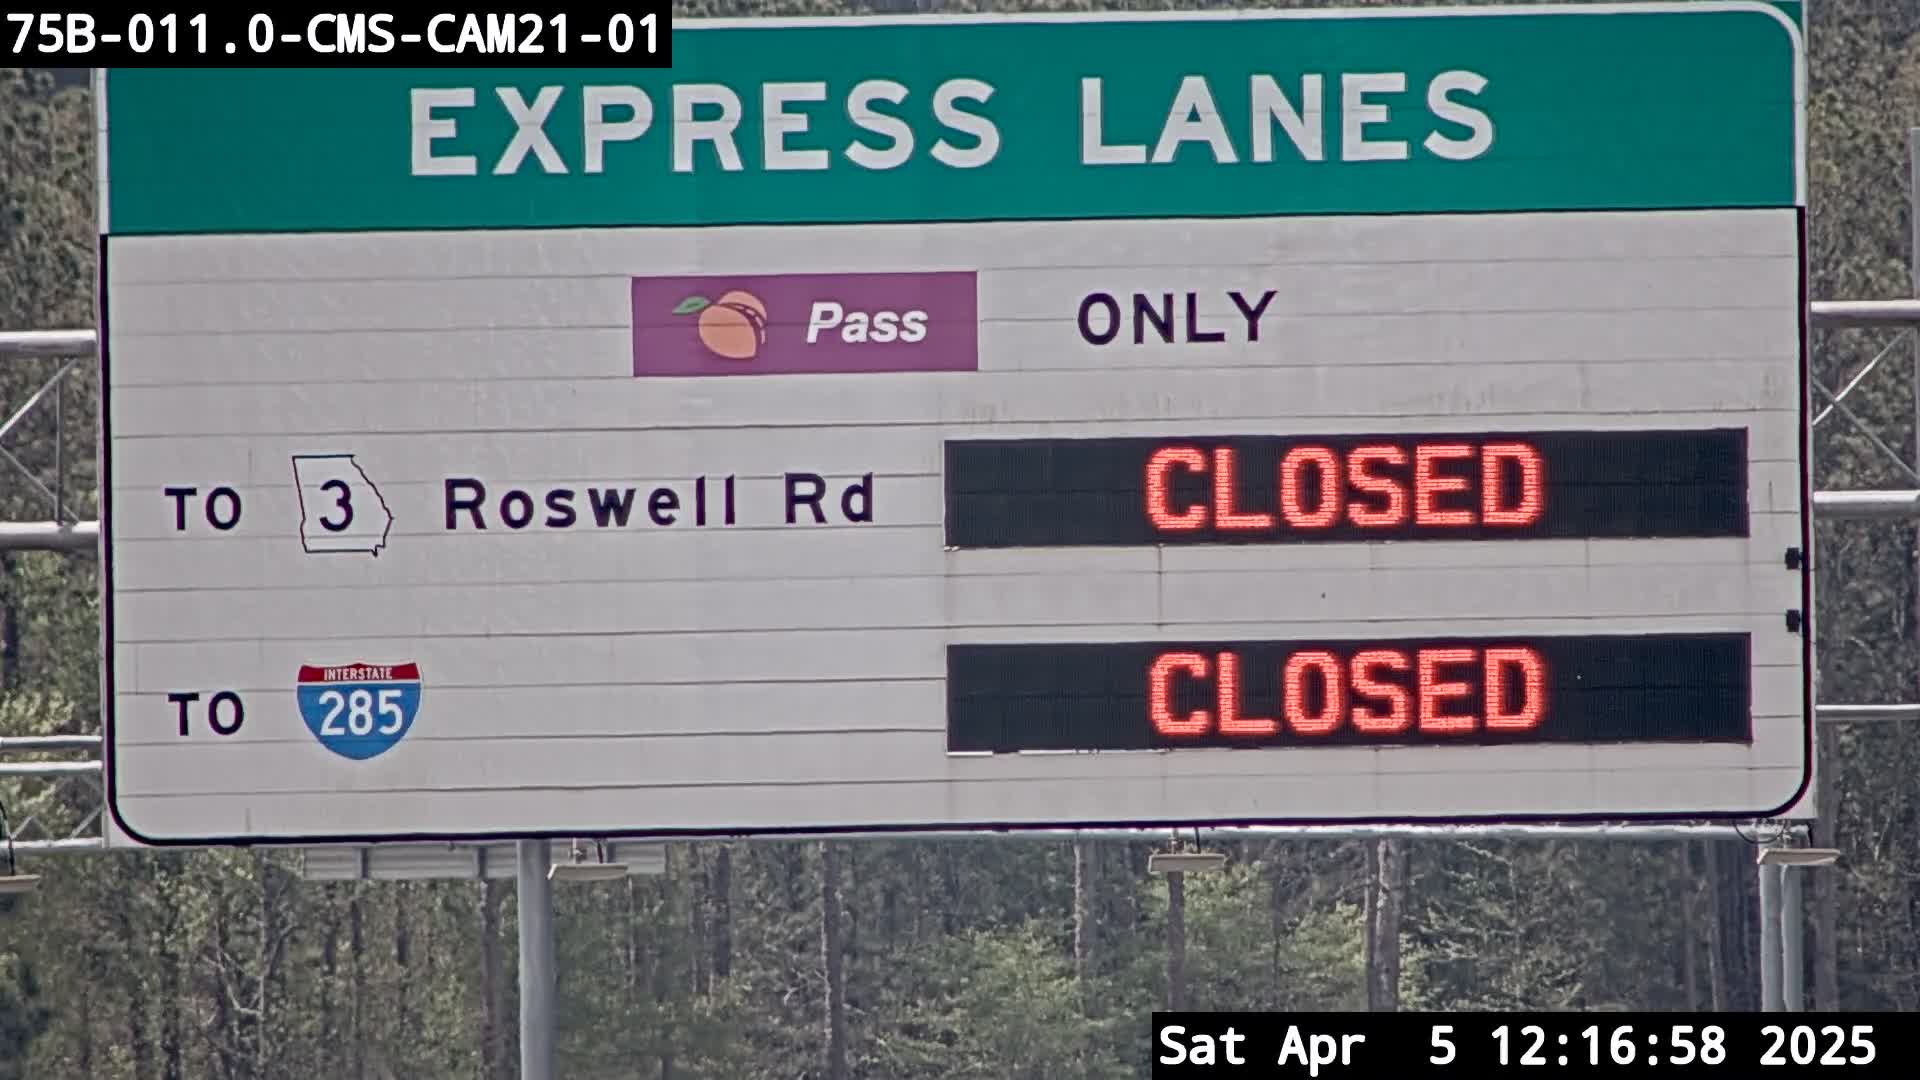 75B-011.0-CMS-CAM21-01
EXPRESS LANES
Pass ONLY
TO 3 Roswell Rd CLOSED
INTERSTATE
TO 285 CLOSED
Sat Apr 5 12:16:58 2025